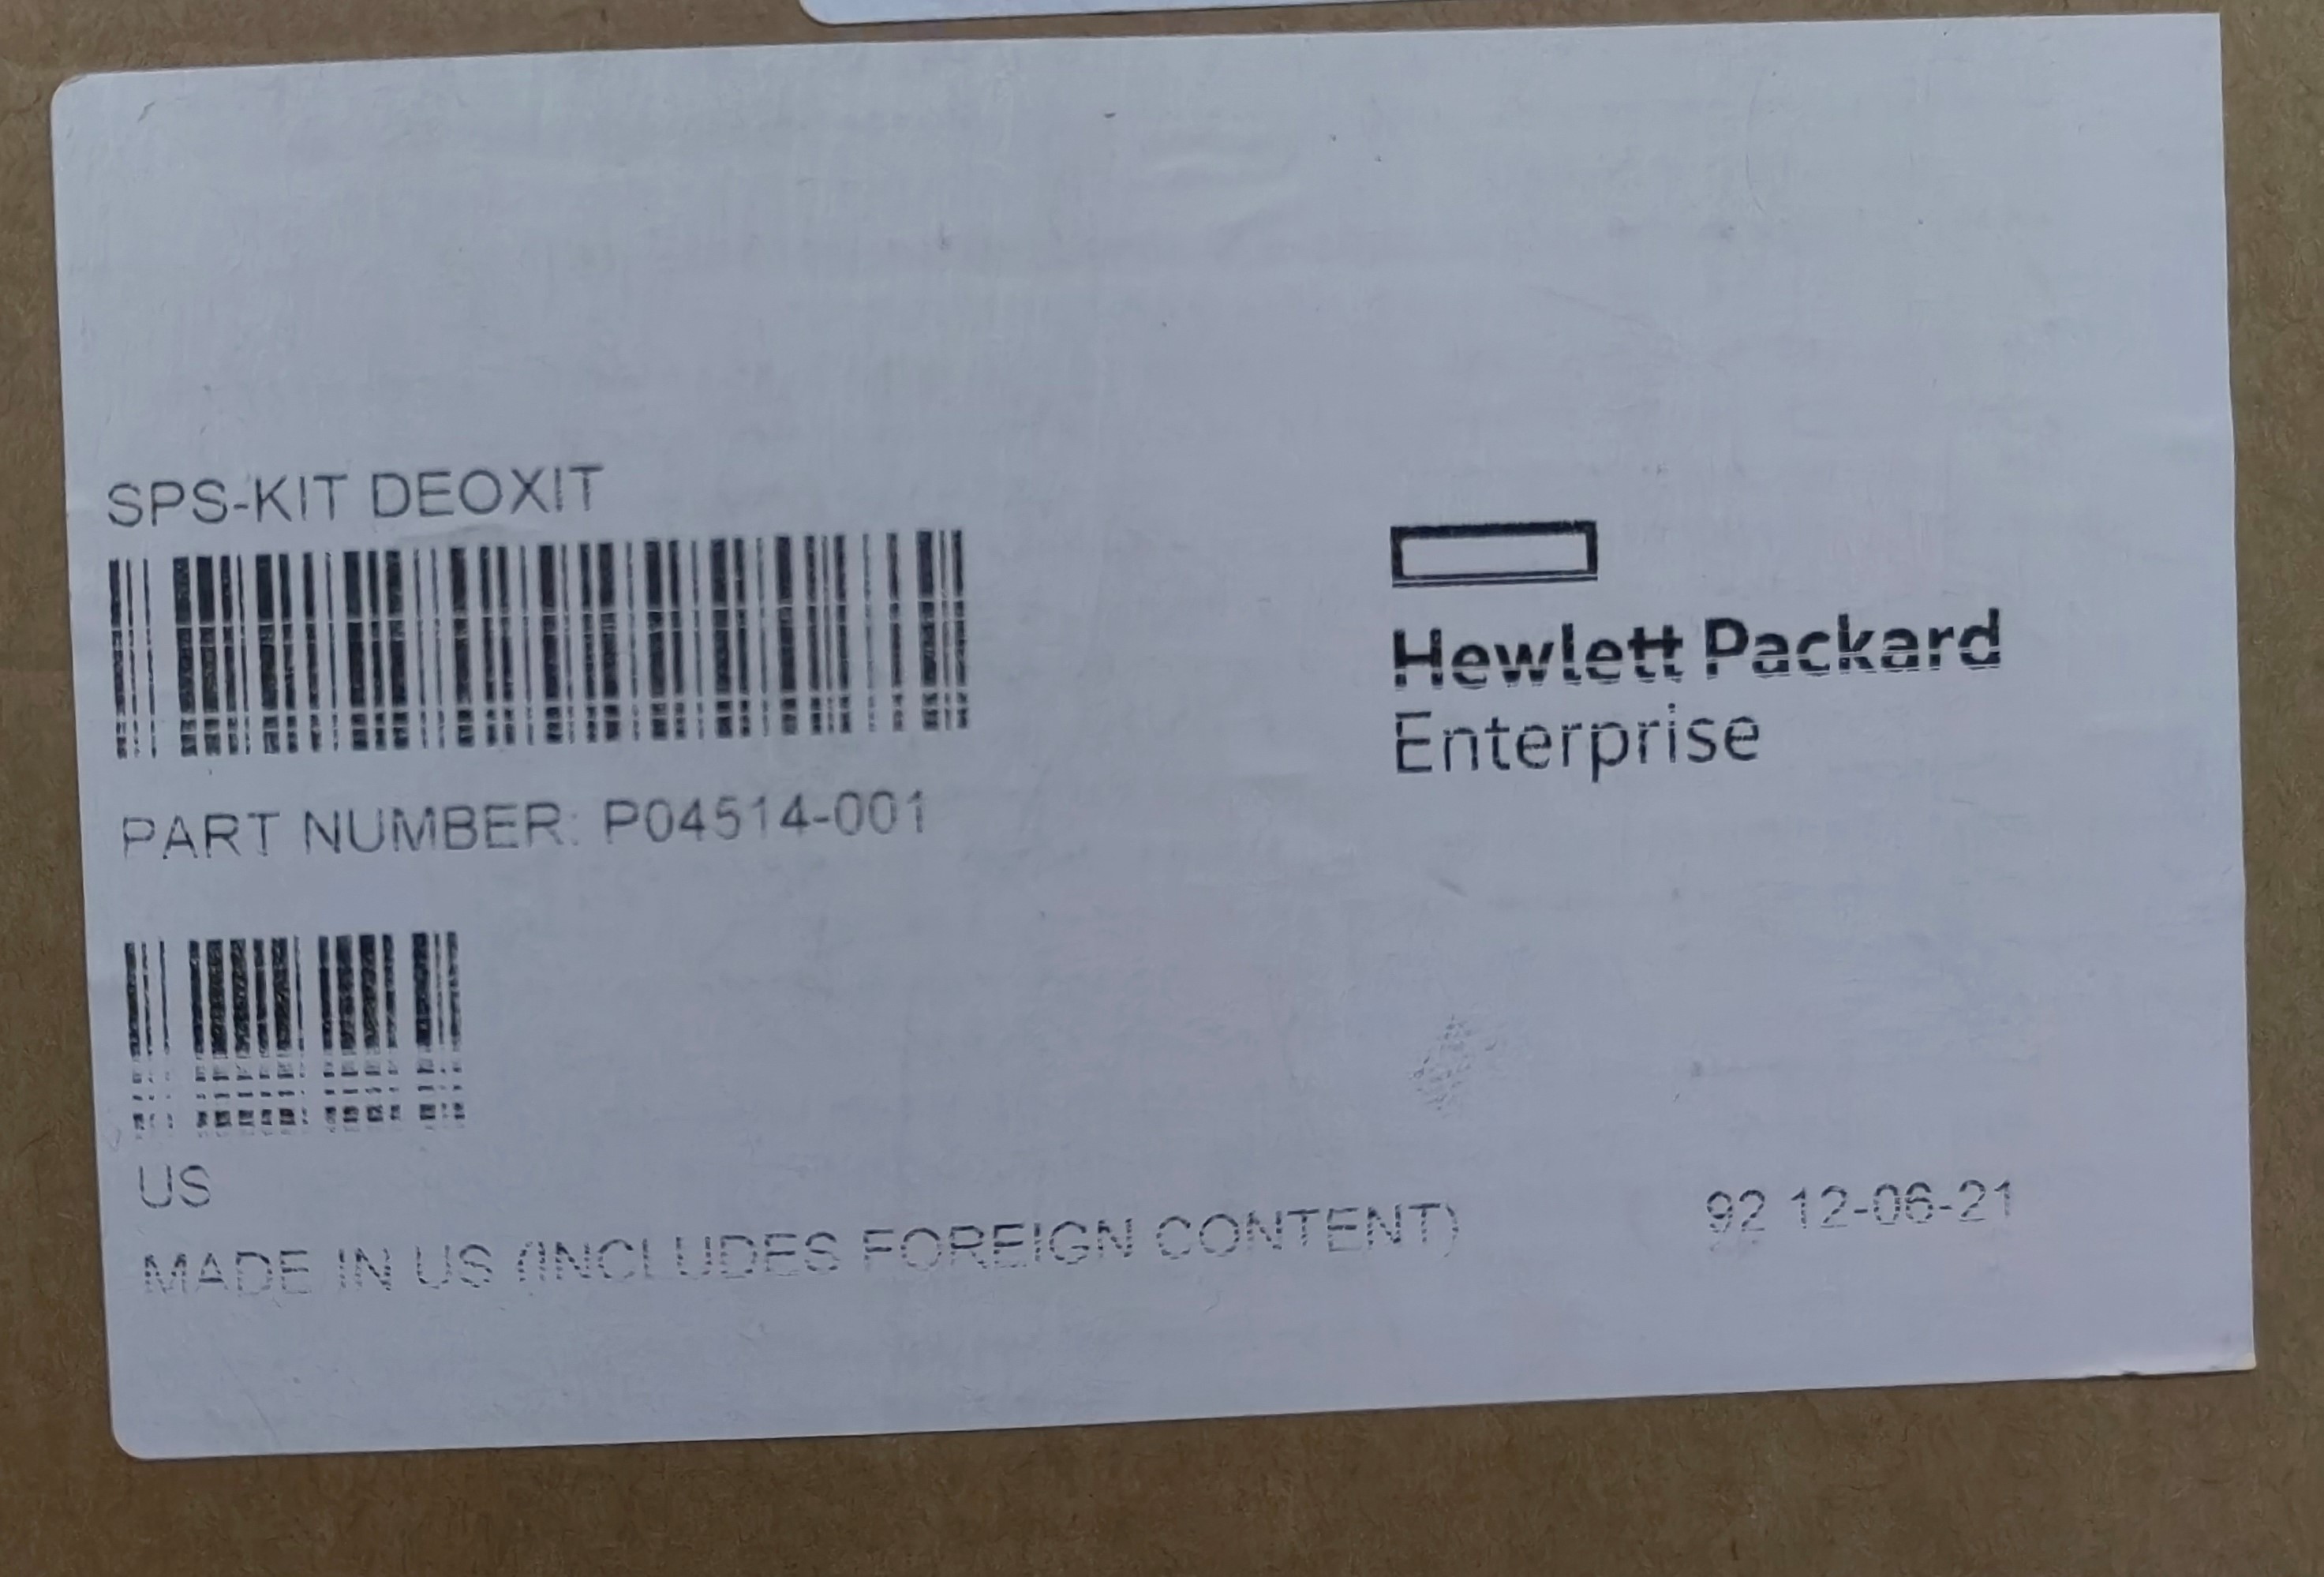 SPS-KIT DEOXIT
Hewlett Packard
Enterprise
PART NUMBER: P04514-001
US
MADE IN US (INCLUDES FOREIGN CONTENT)
92 12-06-21